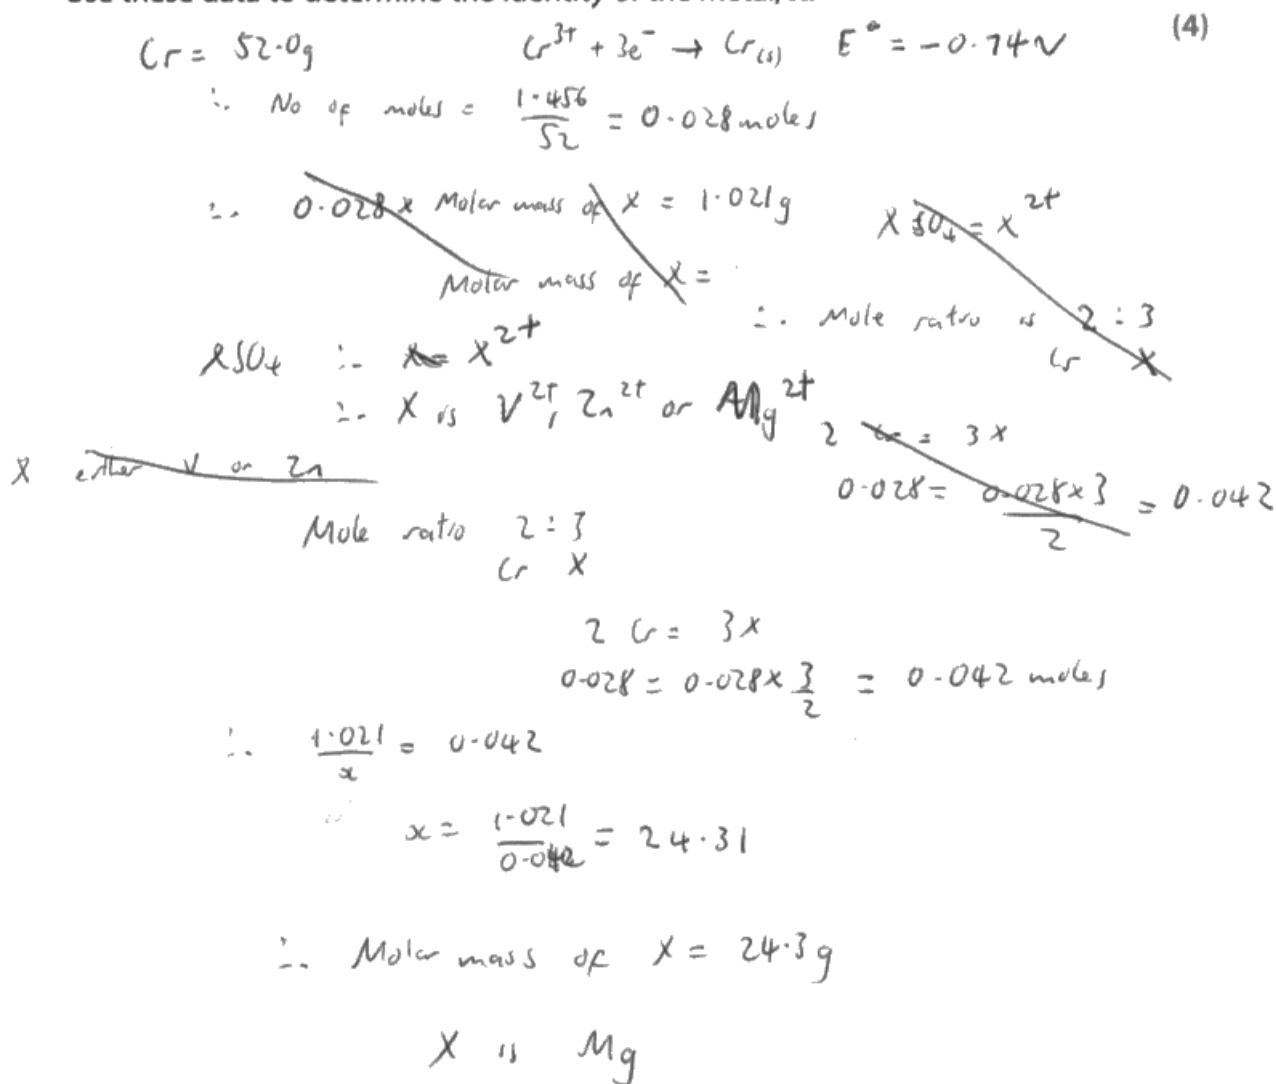 Use these data to determine the identity of the metal, X.
(4)
Cr = 52.0g Cr³⁺ + 3e⁻ → Cr(s) E° = -0.74V
∴ No of moles = 1.456/52 = 0.028 moles
∴ 0.028 x Molar mass of X = 1.021g
X SO₄ = X²⁺
Molar mass of X =
∴ Mole ratio is 2:3
Cr X
XSO₄ ∴ X²⁺
∴ X is V²⁺, Zn²⁺ or Mg²⁺
2 Cr = 3X
X either V or Zn
0.028 = 0.028x3/2 = 0.042
Mole ratio 2:3
Cr X
2 Cr = 3X
0.028 = 0.028 x 3/2 = 0.042 moles
∴ 1.021/x = 0.042
x = 1.021/0.042 = 24.31
∴ Molar mass of X = 24.3g
X is Mg